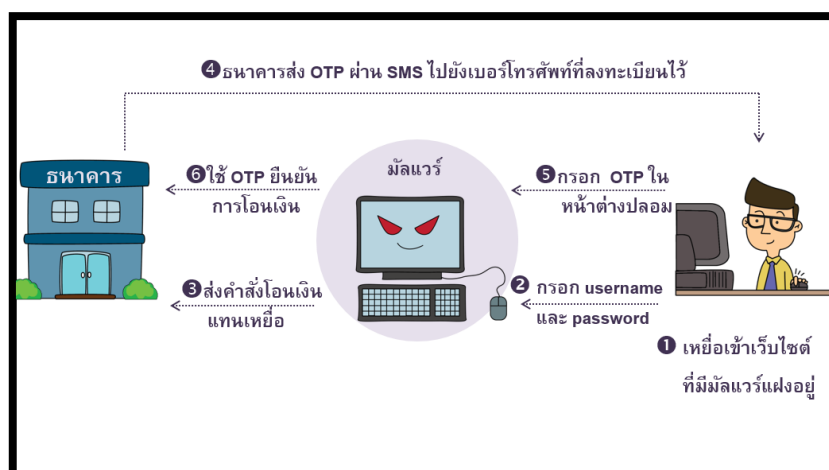 ❹ธนาคารส่ง OTP ผ่าน SMS ไปยังเบอร์โทรศัพท์ที่ลงทะเบียนไว้
ธนาคาร
❻ใช้ OTP ยืนยัน
การโอนเงิน
มัลแวร์
❺กรอก OTP ใน
หน้าต่างปลอม
❸ส่งคำสั่งโอนเงิน
แทนเหยื่อ
❷ กรอก username
และ password
❶ เหยื่อเข้าเว็บไซต์
ที่มีมัลแวร์แฝงอยู่